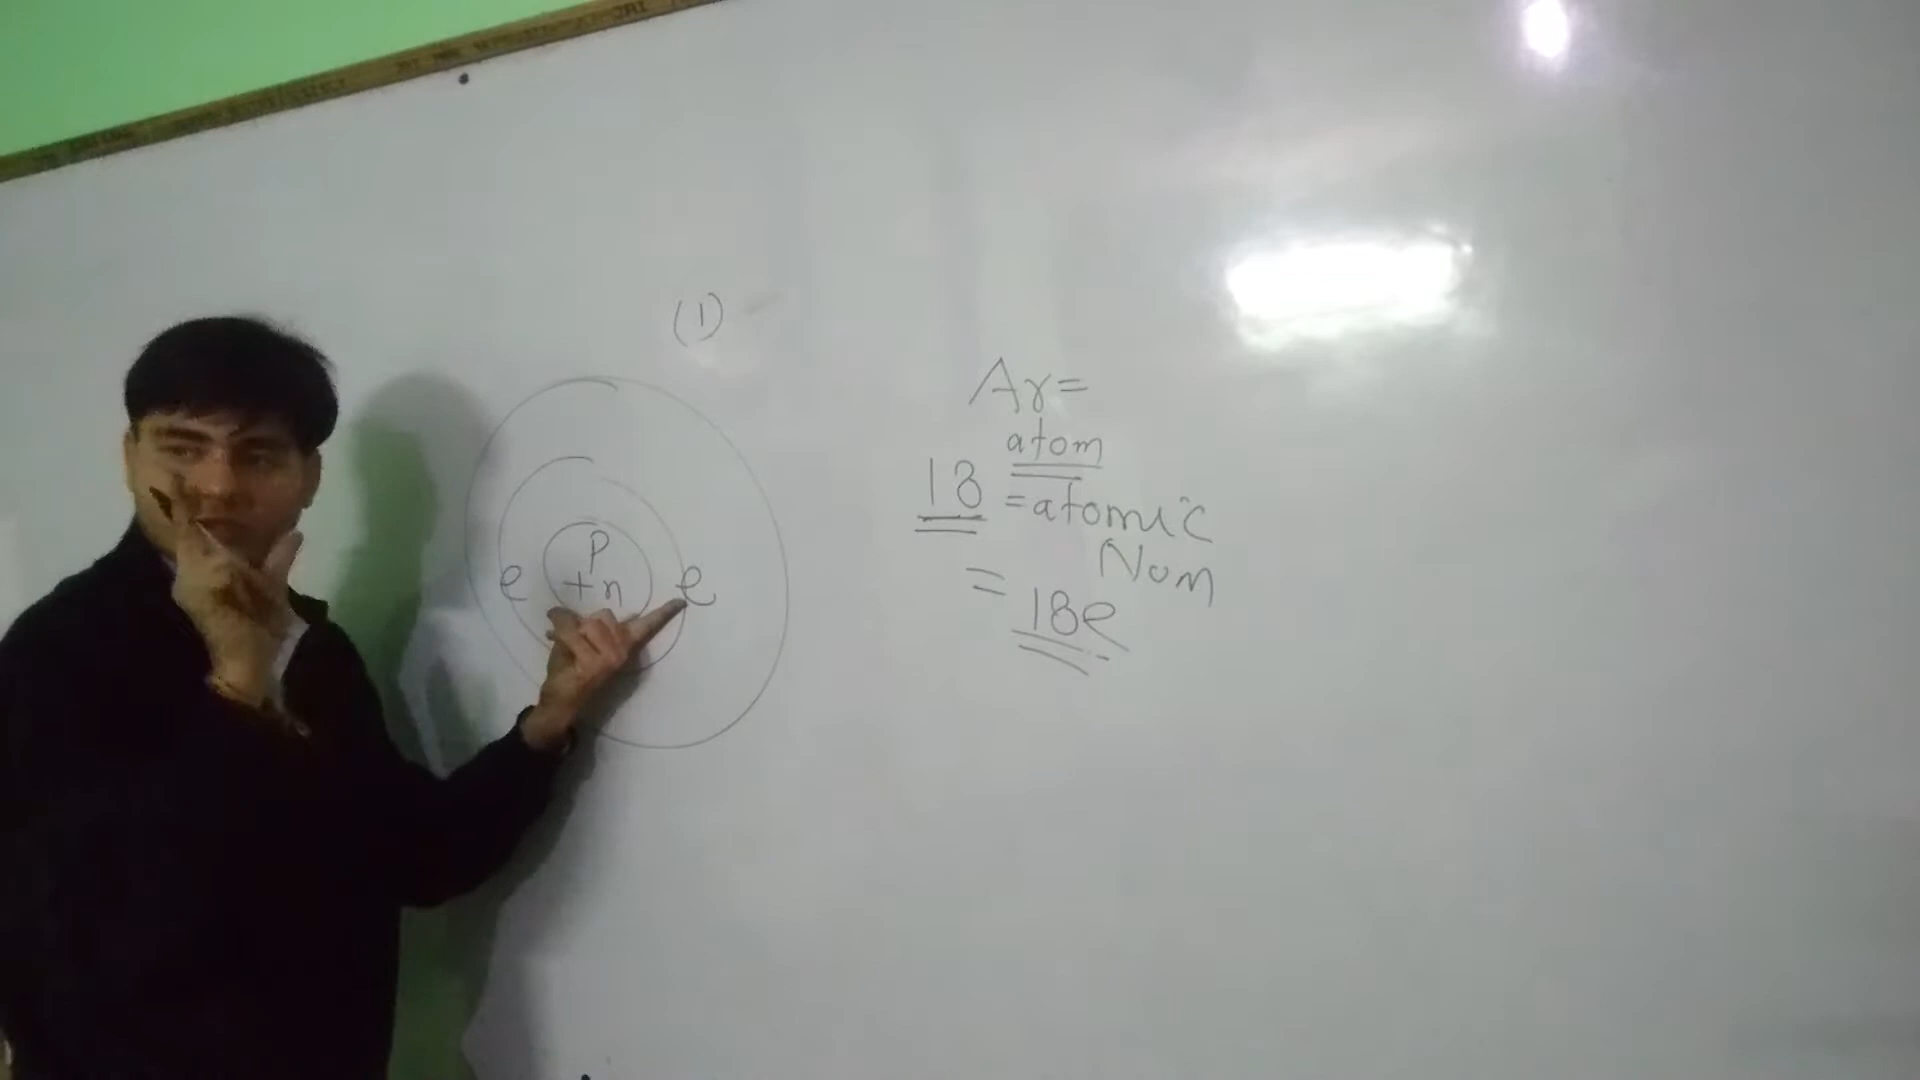 (1)
Ar=
atom
18 = atomic
Num
= 18e
P
e + n e